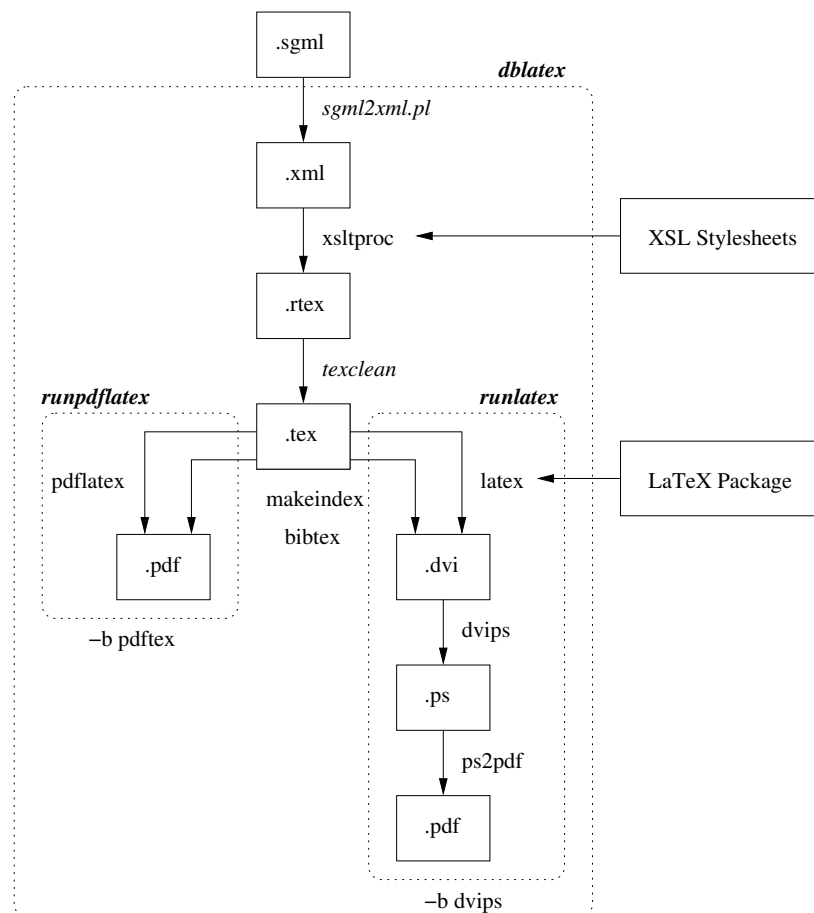 .sgml
dblatex
sgml2xml.pl
.xml
xsltproc
XSL Stylesheets
.rtex
texclean
runpdflatex
runlatex
.tex
pdflatex
latex
LaTeX Package
makeindex
bibtex
.pdf
.dvi
−b pdftex
dvips
.ps
ps2pdf
.pdf
−b dvips